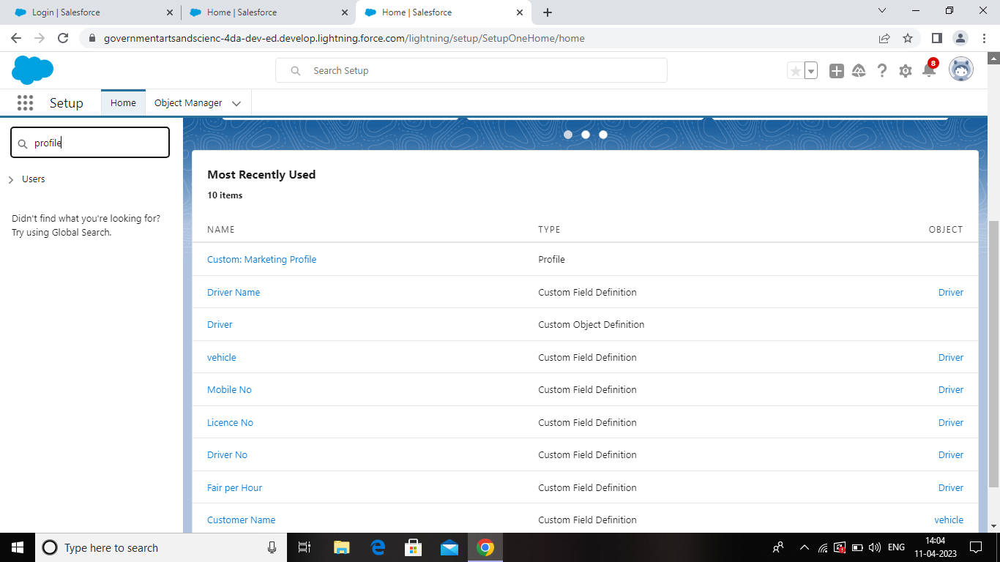 Login | Salesforce
Home | Salesforce
Home | Salesforce
governmentartsandscienc-4da-dev-ed.develop.lightning.force.com/lightning/setup/SetupOneHome/home
Search Setup
8
Setup
Home
Object Manager
profile
Users
Didn't find what you're looking for?
Try using Global Search.
Most Recently Used
10 items
NAME TYPE OBJECT
Custom: Marketing Profile Profile
Driver Name Custom Field Definition Driver
Driver Custom Object Definition
vehicle Custom Field Definition Driver
Mobile No Custom Field Definition Driver
Licence No Custom Field Definition Driver
Driver No Custom Field Definition Driver
Fair per Hour Custom Field Definition Driver
Customer Name Custom Field Definition vehicle
Type here to search
ENG
14:04
11-04-2023